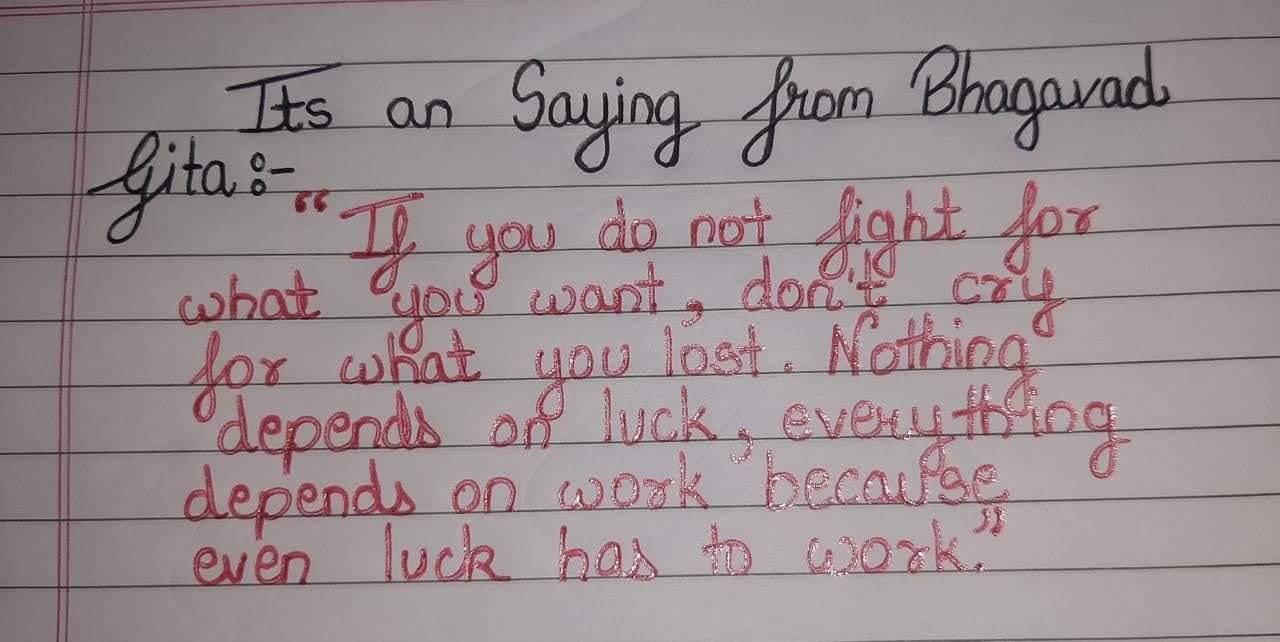 Its an Saying from Bhagavad
Gita:-
“If you do not fight for
what you want, don't cry
for what you lost. Nothing
depends on luck, everything
depends on work because
even luck has to work.”